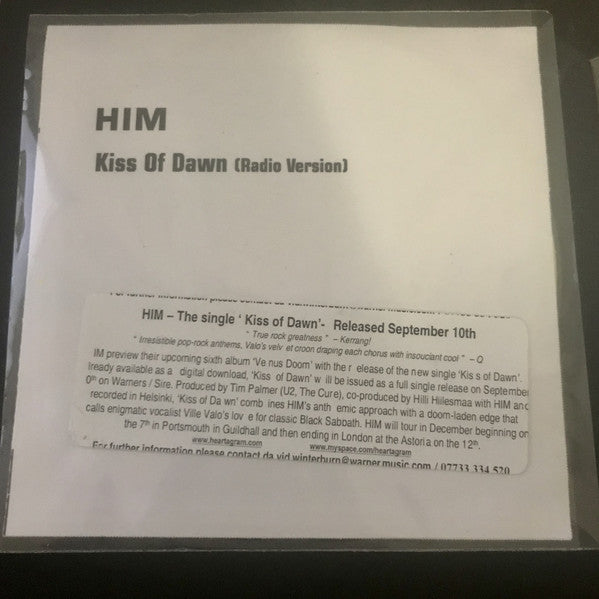 HIM
Kiss Of Dawn (Radio Version)
HIM – The single ' Kiss of Dawn'- Released September 10th
" True rock greatness " – Kerrang!
" Irresistible pop-rock anthems, Valo's velv et croon draping each chorus with insouciant cool " – Q
IM preview their upcoming sixth album 'Ve nus Doom' with the r elease of the new single 'Kis s of Dawn'.
lready available as a digital download, 'Kiss of Dawn' w ill be issued as a full single release on September
0th on Warners / Sire. Produced by Tim Palmer (U2, The Cure), co-produced by Hilli Hiilesmaa with HIM and
recorded in Helsinki, 'Kiss of Da wn' comb ines HIM's anth emic approach with a doom-laden edge that
calls enigmatic vocalist Ville Valo's lov e for classic Black Sabbath. HIM will tour in December beginning on
the 7th in Portsmouth in Guildhall and then ending in London at the Astoria on the 12th.
www.heartagram.com www.myspace.com/heartagram
For further information please contact da vid.winterburn@warnermusic.com / 07733 334 520